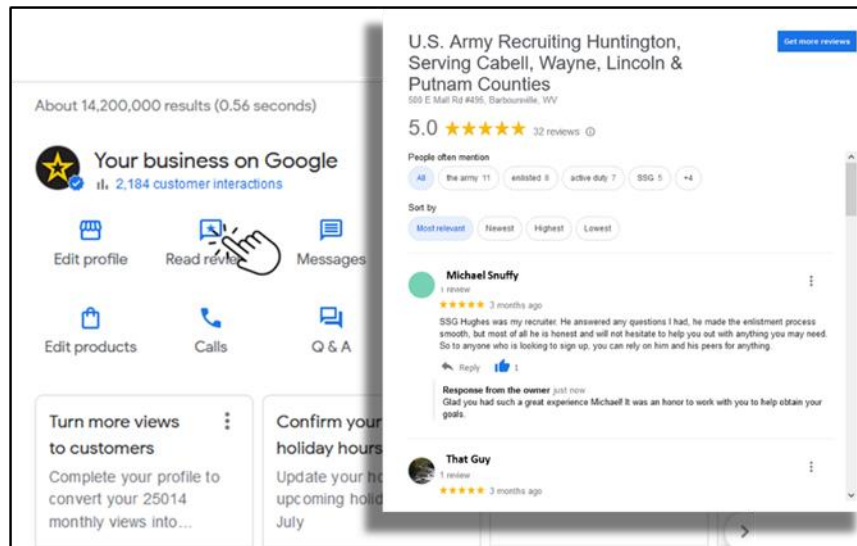 About 14,200,000 results (0.56 seconds)
Your business on Google
2,184 customer interactions
Edit profile
Read revie
Messages
Edit products
Calls
Q & A
Turn more views
to customers
Complete your profile to
convert your 25014
monthly views into...
Confirm your
holiday hours
Update your ho
upcoming holid
July
U.S. Army Recruiting Huntington,
Serving Cabell, Wayne, Lincoln &
Putnam Counties
500 E Mall Rd #495, Barboursville, WV
Get more reviews
5.0 32 reviews
People often mention
All
the army 11
enlisted 8
active duty 7
SSG 5
+4
Sort by
Most relevant
Newest
Highest
Lowest
Michael Snuffy
1 review
3 months ago
SSG Hughes was my recruiter. He answered any questions I had, he made the enlistment process
smooth, but most of all he is honest and will not hesitate to help you out with anything you may need.
So to anyone who is looking to sign up, you can rely on him and his peers for anything.
Reply 1
Response from the owner just now
Glad you had such a great experience Michael! It was an honor to work with you to help obtain your
goals.
That Guy
1 review
3 months ago